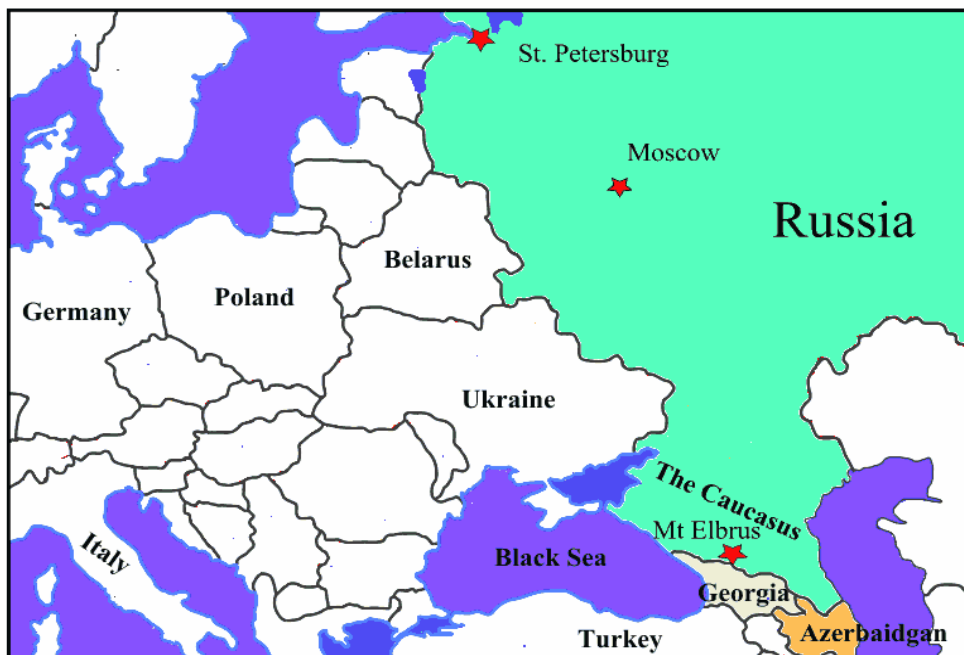 St. Petersburg
Moscow
Russia
Belarus
Poland
Germany
Ukraine
The Caucasus
Mt Elbrus
Italy
Black Sea
Georgia
Turkey
Azerbaidgan